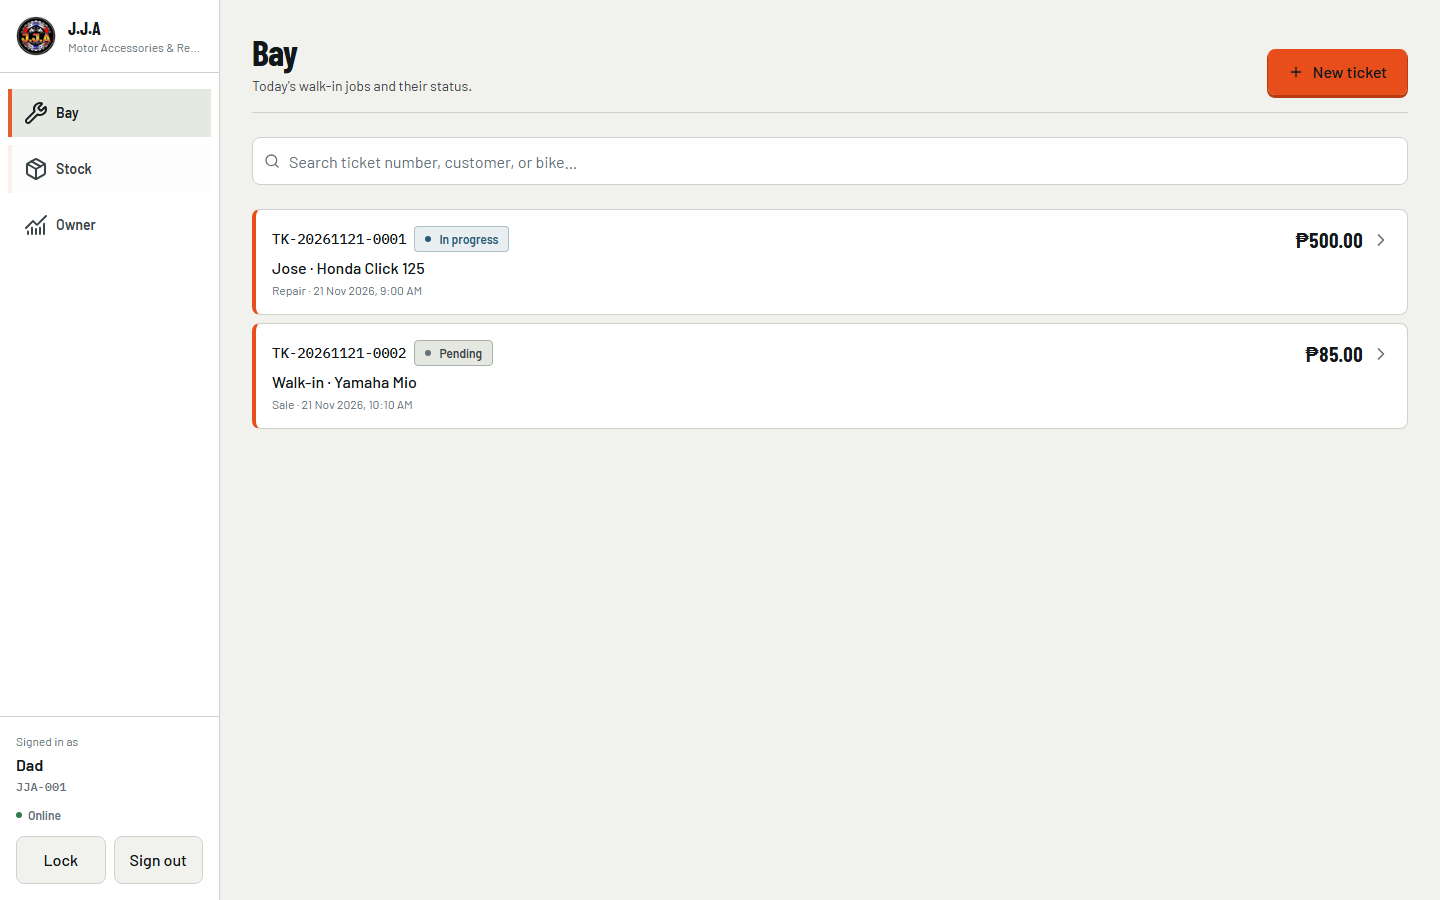 J.J.A
J.J.A
Motor Accessories & Re...
Bay
Stock
Owner
Signed in as
Dad
JJA-001
Online
Lock
Sign out
Bay
Today's walk-in jobs and their status.
New ticket
Search ticket number, customer, or bike...
TK-20261121-0001 In progress ₱500.00
Jose · Honda Click 125
Repair · 21 Nov 2026, 9:00 AM
TK-20261121-0002 Pending ₱85.00
Walk-in · Yamaha Mio
Sale · 21 Nov 2026, 10:10 AM